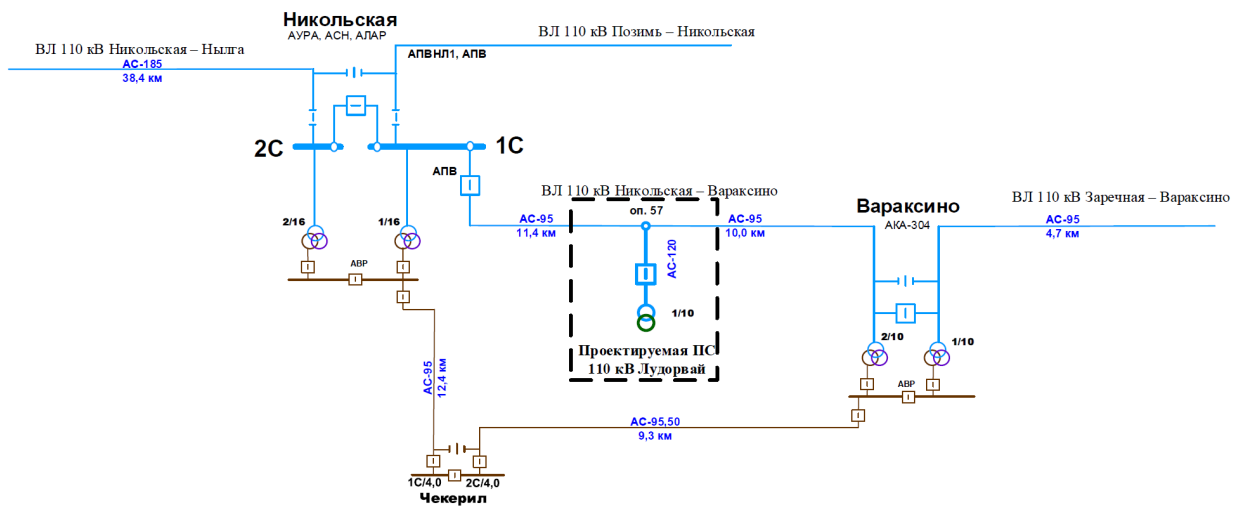 Никольская
АУРА, АСН, АЛАР
ВЛ 110 кВ Никольская – Нылга
АС-185
38,4 км
ВЛ 110 кВ Позимь – Никольская
АПВНЛ1, АПВ
2С
1С
АПВ
ВЛ 110 кВ Никольская – Вараксино
АС-95
11,4 км
оп. 57
АС-95
10,0 км
АС-120
1/10
Проектируемая ПС
110 кВ Лудорвай
Вараксино
АКА-304
ВЛ 110 кВ Заречная – Вараксино
АС-95
4,7 км
2/16
1/16
АВР
2/10
1/10
АВР
АС-95
12,4 км
АС-95,50
9,3 км
1С/4,0
2С/4,0
Чекерил